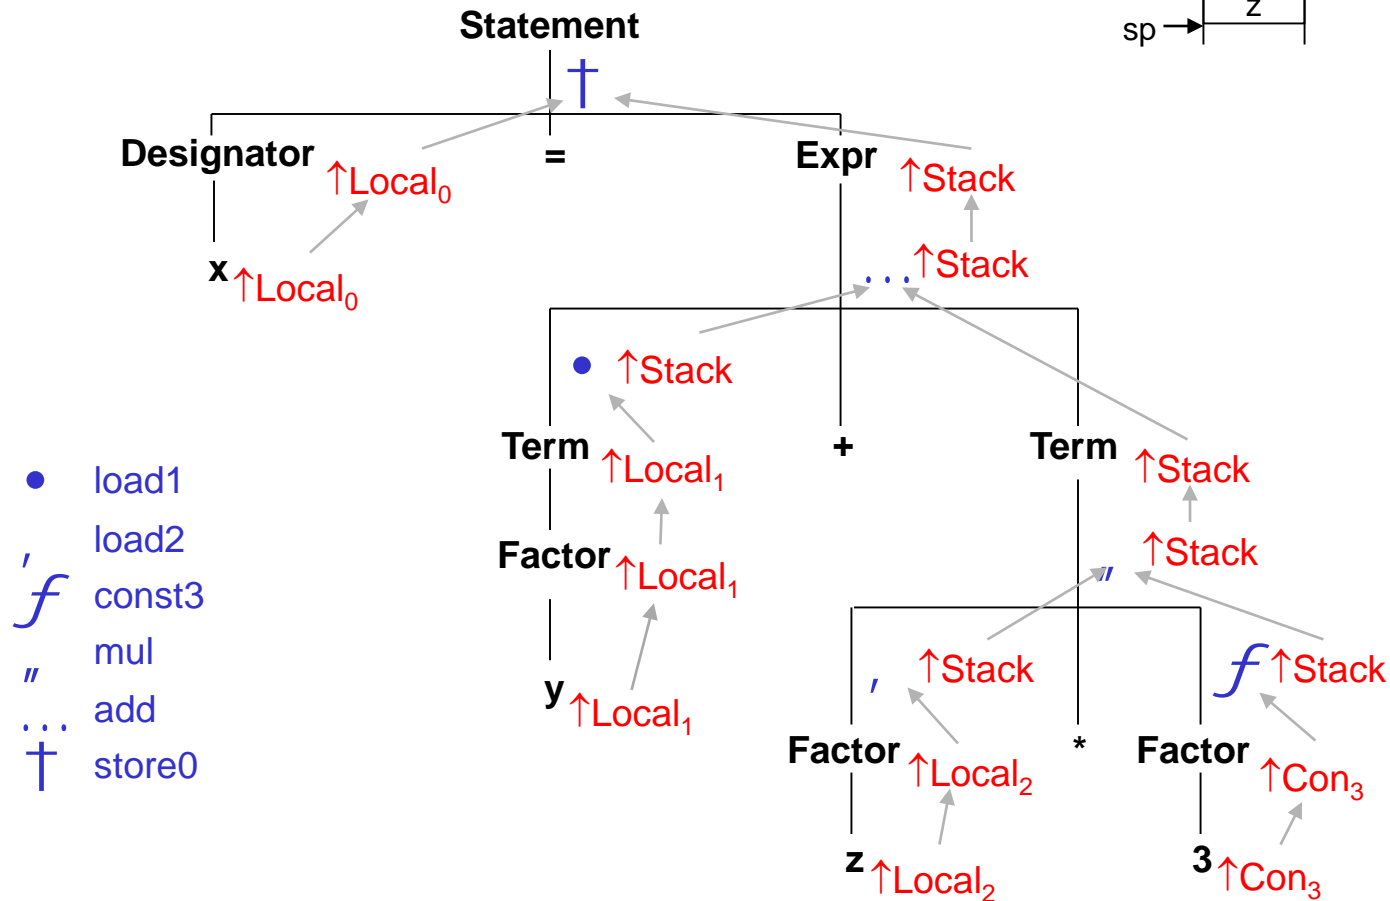 z
sp
Statement
†
Designator
↑Local0
=
Expr
↑Stack
x
↑Local0
...
↑Stack
● ↑Stack
Term
↑Local1
+
Term
↑Stack
Factor
↑Local1
″
↑Stack
y
↑Local1
′
↑Stack
ƒ
↑Stack
Factor
↑Local2
*
Factor
↑Con3
z
↑Local2
3
↑Con3
● load1
′ load2
ƒ const3
″ mul
... add
† store0